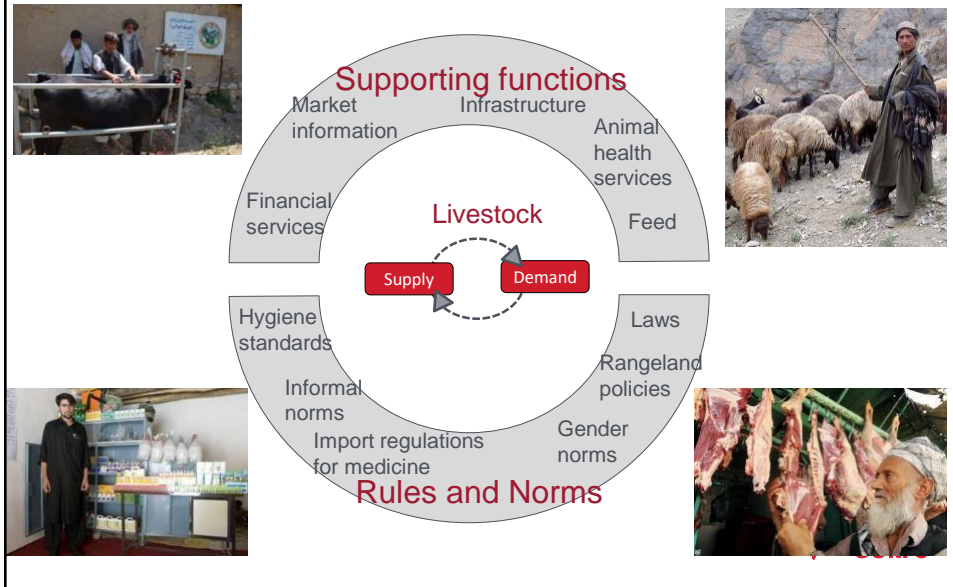 Supporting functions
Market
information
Infrastructure
Animal
health
services
Financial
services
Feed
Livestock
Supply
Demand
Hygiene
standards
Laws
Rangeland
policies
Informal
norms
Gender
norms
Import regulations
for medicine
Rules and Norms